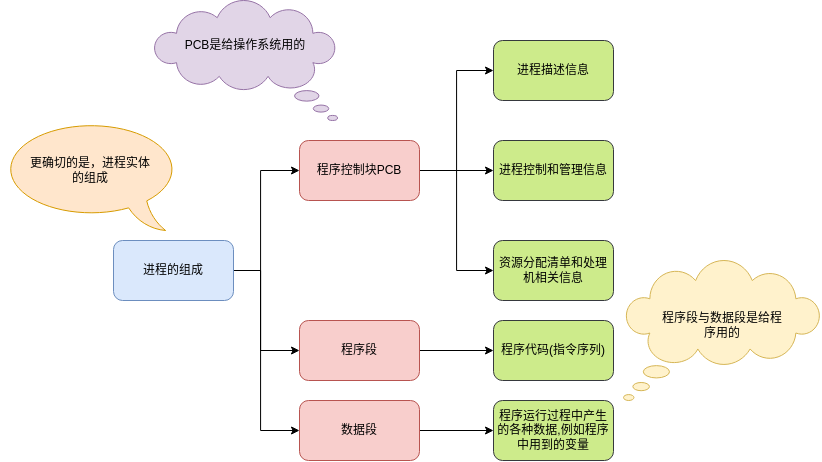 PCB是给操作系统用的
进程描述信息
更确切的是，进程实体
的组成
程序控制块PCB
进程控制和管理信息
进程的组成
资源分配清单和处理
机相关信息
程序段与数据段是给程
序用的
程序段
程序代码(指令序列)
数据段
程序运行过程中产生
的各种数据,例如程序
中用到的变量